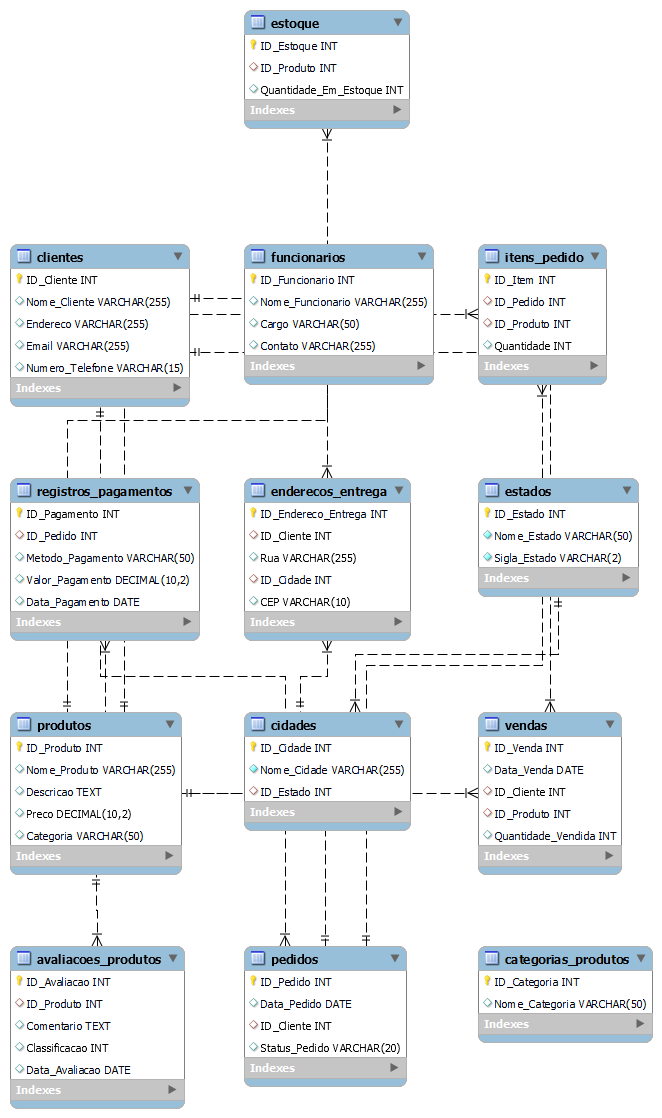 estoque
ID_Estoque INT
ID_Produto INT
Quantidade_Em_Estoque INT
Indexes
clientes
ID_Cliente INT
Nome_Cliente VARCHAR(255)
Endereco VARCHAR(255)
Email VARCHAR(255)
Numero_Telefone VARCHAR(15)
Indexes
funcionarios
ID_Funcionario INT
Nome_Funcionario VARCHAR(255)
Cargo VARCHAR(50)
Contato VARCHAR(255)
Indexes
itens_pedido
ID_Item INT
ID_Pedido INT
ID_Produto INT
Quantidade INT
Indexes
registros_pagamentos
ID_Pagamento INT
ID_Pedido INT
Metodo_Pagamento VARCHAR(50)
Valor_Pagamento DECIMAL(10,2)
Data_Pagamento DATE
Indexes
enderecos_entrega
ID_Endereco_Entrega INT
ID_Cliente INT
Rua VARCHAR(255)
ID_Cidade INT
CEP VARCHAR(10)
Indexes
estados
ID_Estado INT
Nome_Estado VARCHAR(50)
Sigla_Estado VARCHAR(2)
Indexes
produtos
ID_Produto INT
Nome_Produto VARCHAR(255)
Descricao TEXT
Preco DECIMAL(10,2)
Categoria VARCHAR(50)
Indexes
cidades
ID_Cidade INT
Nome_Cidade VARCHAR(255)
ID_Estado INT
Indexes
vendas
ID_Venda INT
Data_Venda DATE
ID_Cliente INT
ID_Produto INT
Quantidade_Vendida INT
Indexes
avaliacoes_produtos
ID_Avaliacao INT
ID_Produto INT
Comentario TEXT
Classificacao INT
Data_Avaliacao DATE
Indexes
pedidos
ID_Pedido INT
Data_Pedido DATE
ID_Cliente INT
Status_Pedido VARCHAR(20)
Indexes
categorias_produtos
ID_Categoria INT
Nome_Categoria VARCHAR(50)
Indexes